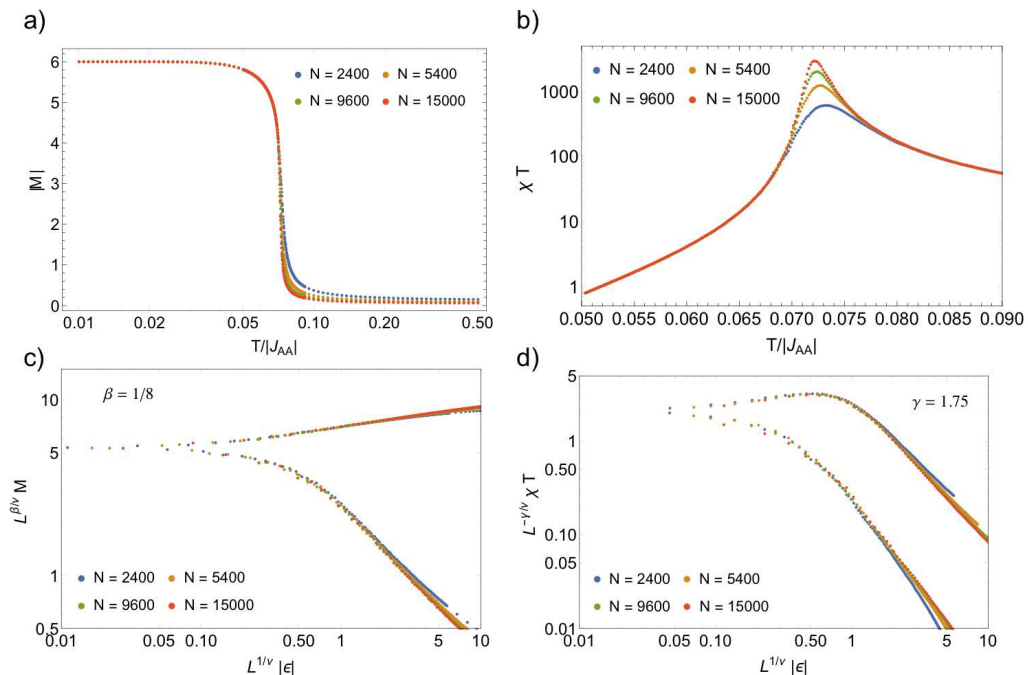 a)
|M|
6
5
4
3
2
1
0
0.01 0.02 0.05 0.10 0.20 0.50
T/|J_AA|
N = 2400 N = 5400
N = 9600 N = 15000
b)
χ T
1000
100
10
1
0.050 0.055 0.060 0.065 0.070 0.075 0.080 0.085 0.090
T/|J_AA|
N = 2400 N = 5400
N = 9600 N = 15000
c)
β = 1/8
L^β/ν M
10
5
1
0.5
0.01 0.05 0.10 0.50 1 5 10
L^1/ν |ϵ|
N = 2400 N = 5400
N = 9600 N = 15000
d)
γ = 1.75
L^-γ/ν χ T
5
1
0.50
0.10
0.05
0.01
0.01 0.05 0.10 0.50 1 5 10
L^1/ν |ϵ|
N = 2400 N = 5400
N = 9600 N = 15000